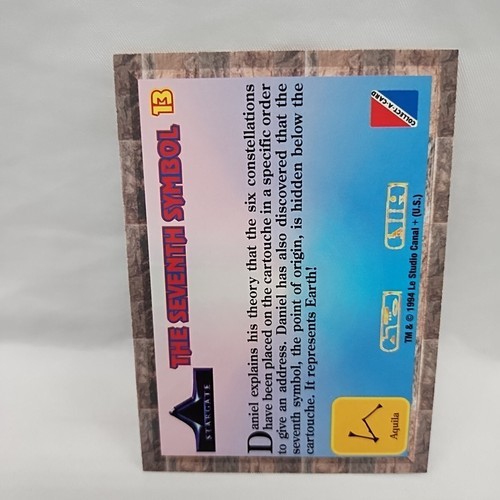 STARGATE
THE SEVENTH SYMBOL 13
Daniel explains his theory that the six constellations
have been placed on the cartouche in a specific order
to give an address. Daniel has also discovered that the
seventh symbol, the point of origin, is hidden below the
cartouche. It represents Earth!
Aquila
TM & © 1994 Le Studio Canal + (U.S.)
COLLECT-A-CARD